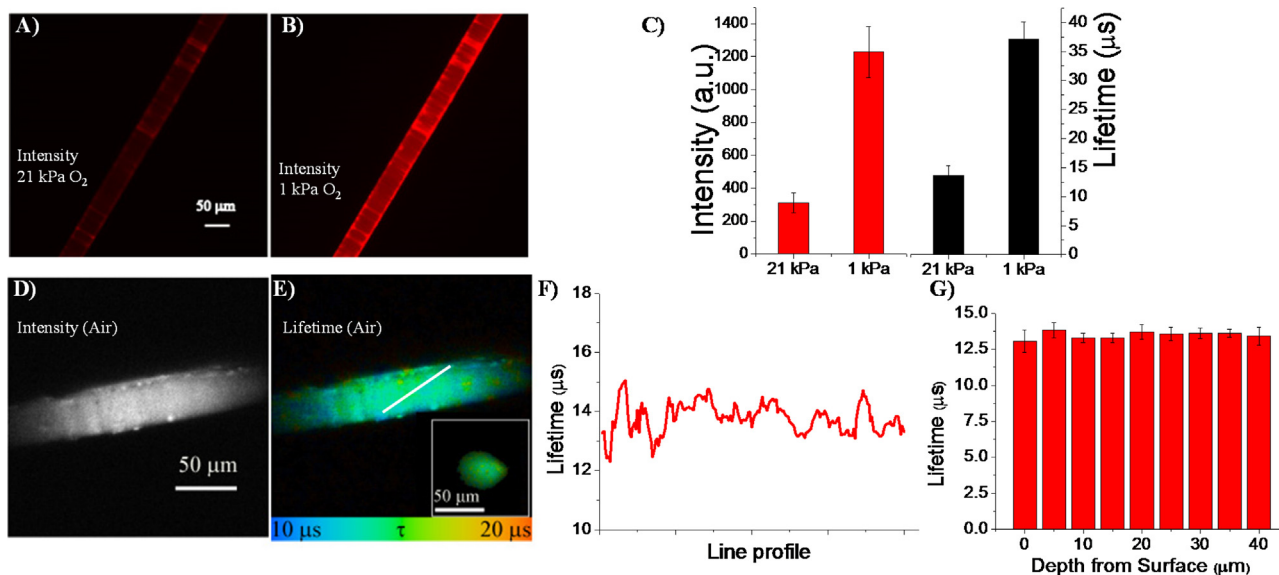 A)
Intensity
21 kPa O₂
50 μm
B)
Intensity
1 kPa O₂
C)
Intensity (a.u.)
1400
1200
1000
800
600
400
200
0
21 kPa
1 kPa
21 kPa
1 kPa
40
35
30
25
20
15
10
5
0
Lifetime (μs)
D)
Intensity (Air)
50 μm
E)
Lifetime (Air)
50 μm
10 μs τ 20 μs
F)
Lifetime (μs)
18
16
14
12
10
Line profile
G)
Lifetime (μs)
15.0
12.5
10.0
7.5
5.0
2.5
0.0
0 10 20 30 40
Depth from Surface (μm)